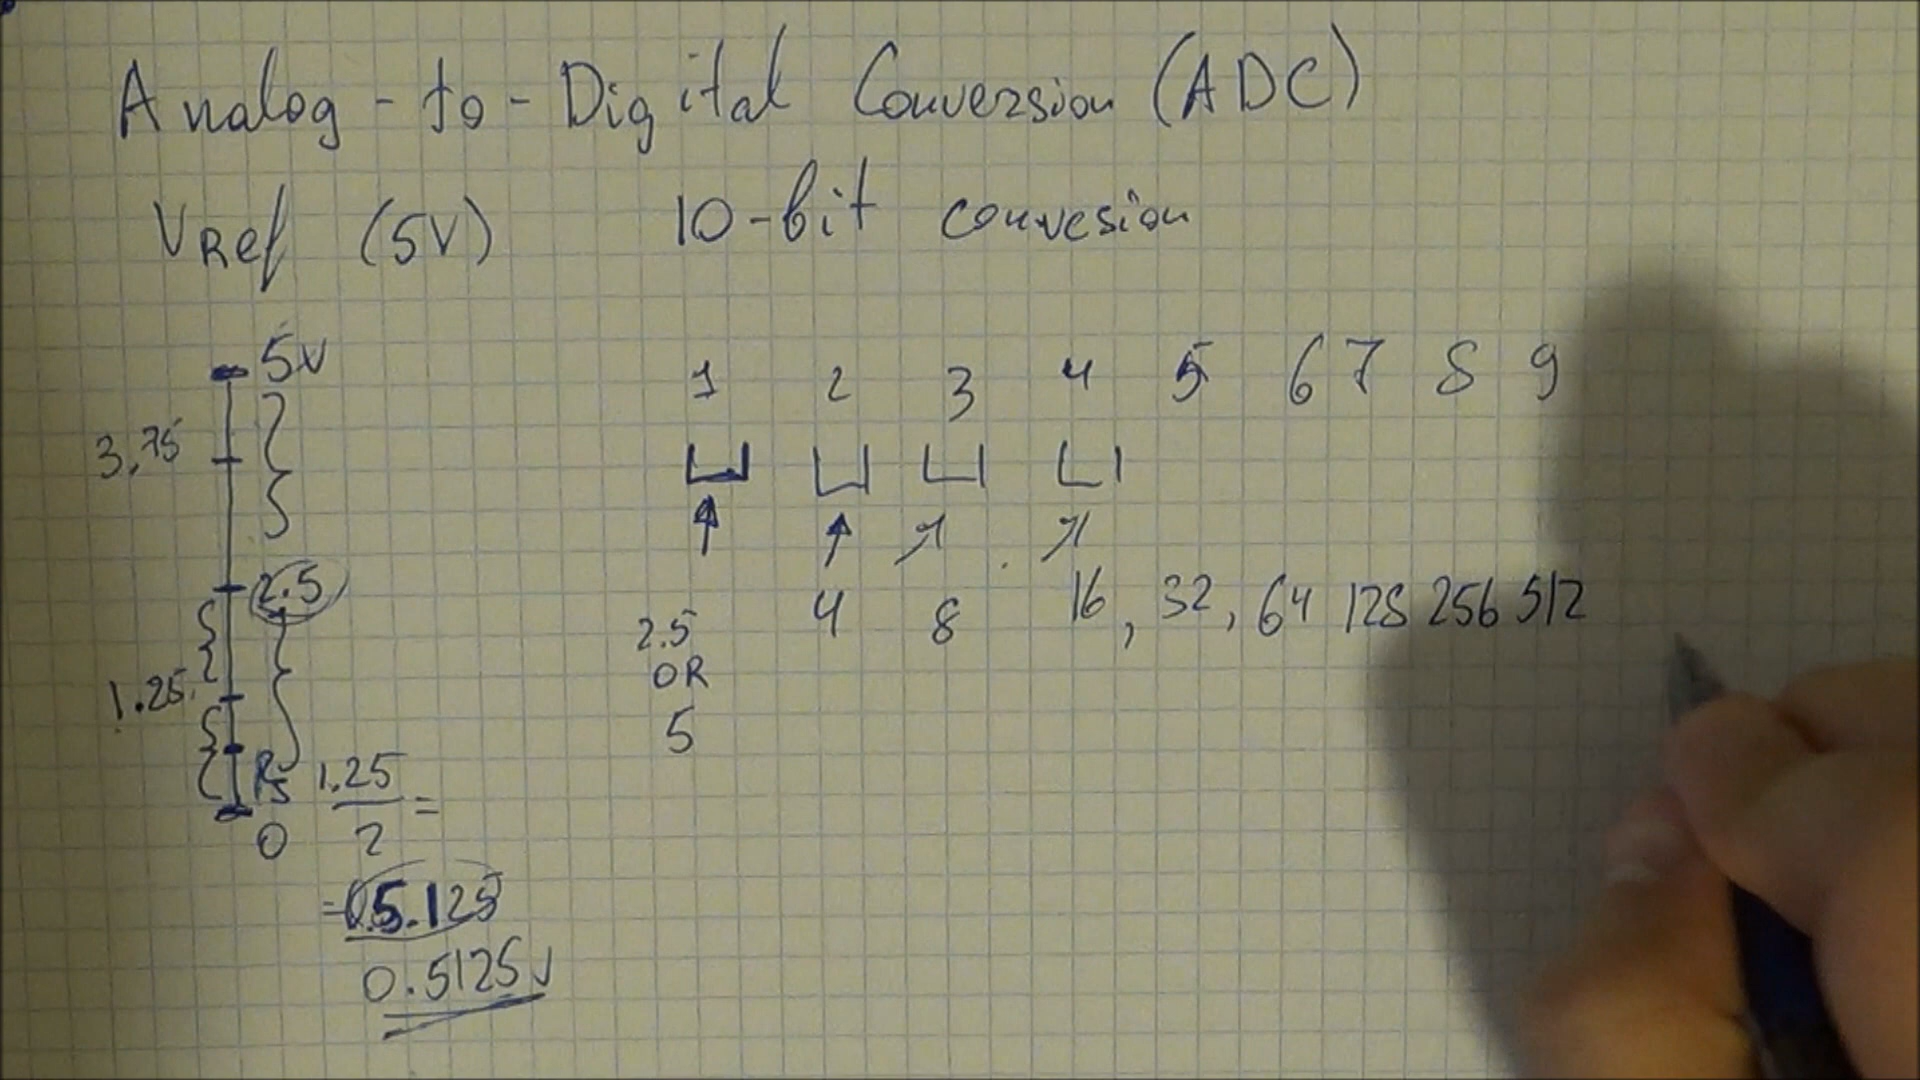 Analog-to-Digital Conversion (ADC)
VRef (5V) 10-bit convesion
5V
3.75
2.5
1.25
0
1.25
2
=
=0.5.125
0.5125V
1 2 3 4 5 6 7 8 9
2.5 4 8 16, 32, 64 128 256 512
OR
5